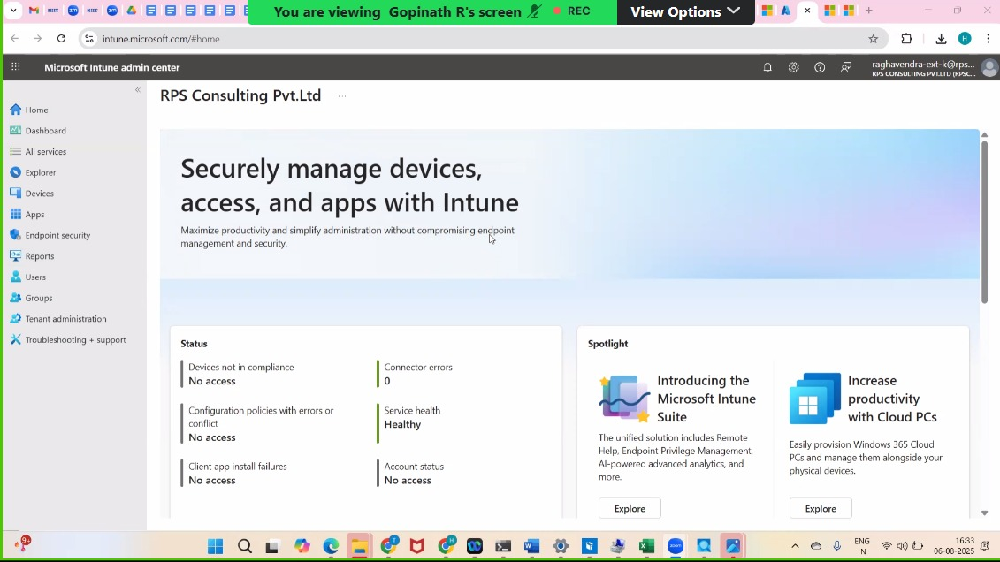 You are viewing Gopinath R's screen
REC
View Options
NIIT
zm
NIIT
zm
intune.microsoft.com/#home
H
Microsoft Intune admin center
raghavendra-ext-k@rps...
RPS CONSULTING PVT.LTD (RPSC...
Home
Dashboard
All services
Explorer
Devices
Apps
Endpoint security
Reports
Users
Groups
Tenant administration
Troubleshooting + support
RPS Consulting Pvt.Ltd
...
Securely manage devices,
access, and apps with Intune
Maximize productivity and simplify administration without compromising endpoint
management and security.
Status
Devices not in compliance
No access
Connector errors
0
Configuration policies with errors or
conflict
No access
Service health
Healthy
Client app install failures
No access
Account status
No access
Spotlight
Introducing the
Microsoft Intune
Suite
The unified solution includes Remote
Help, Endpoint Privilege Management,
AI-powered advanced analytics, and
more.
Explore
Increase
productivity
with Cloud PCs
Easily provision Windows 365 Cloud
PCs and manage them alongside your
physical devices.
Explore
9+
T
H
zoom
ENG
IN
16:33
06-08-2025